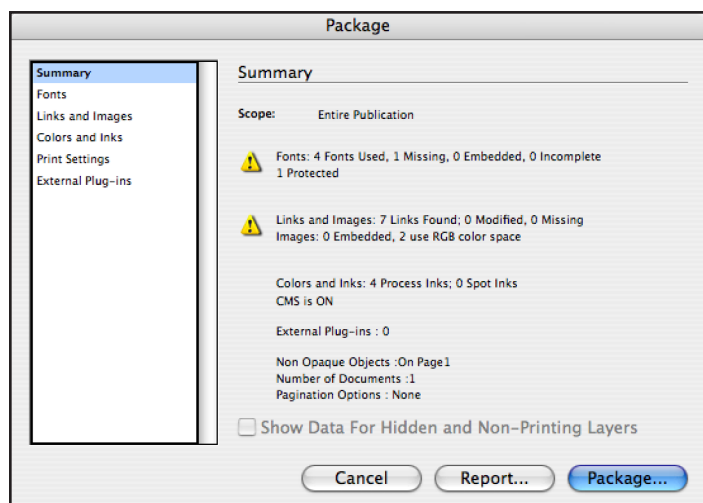 Package
Summary
Fonts
Links and Images
Colors and Inks
Print Settings
External Plug-ins
Summary
Scope: Entire Publication
Fonts: 4 Fonts Used, 1 Missing, 0 Embedded, 0 Incomplete
1 Protected
Links and Images: 7 Links Found; 0 Modified, 0 Missing
Images: 0 Embedded, 2 use RGB color space
Colors and Inks: 4 Process Inks; 0 Spot Inks
CMS is ON
External Plug-ins : 0
Non Opaque Objects :On Page1
Number of Documents :1
Pagination Options : None
Show Data For Hidden and Non-Printing Layers
Cancel Report... Package...